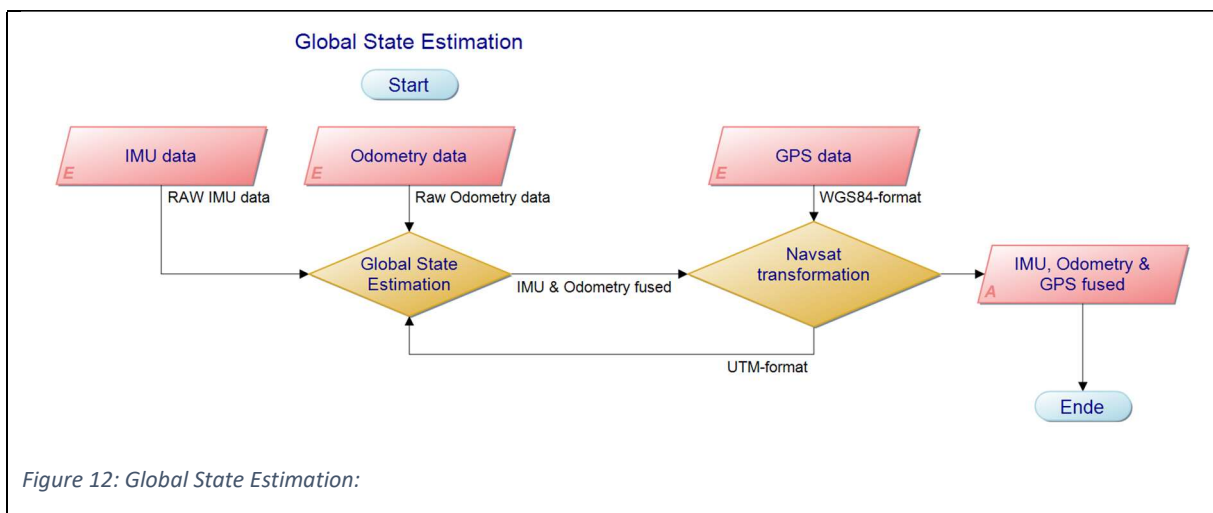 Global State Estimation
Start
IMU data
E
Odometry data
E
GPS data
E
RAW IMU data
Raw Odometry data
WGS84-format
Global State
Estimation
IMU & Odometry fused
Navsat
transformation
IMU, Odometry &
GPS fused
A
UTM-format
Ende
Figure 12: Global State Estimation: